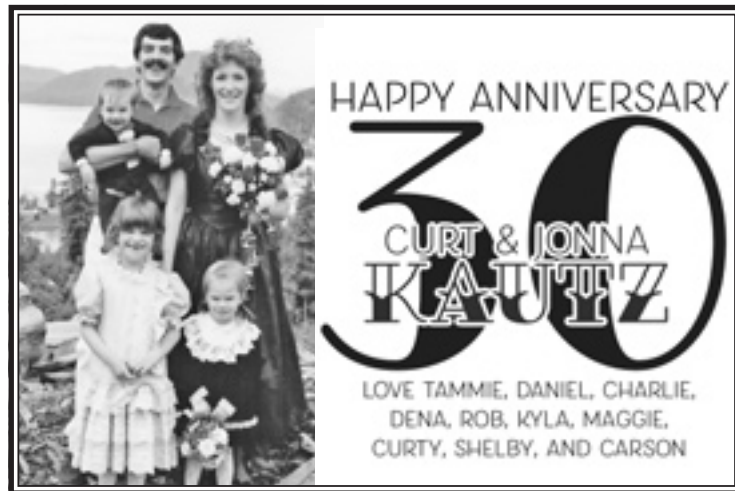 HAPPY ANNIVERSARY
30
CURT & JONNA
KAUTZ
LOVE TAMMIE, DANIEL, CHARLIE,
DENA, ROB, KYLA, MAGGIE,
CURTY, SHELBY, AND CARSON